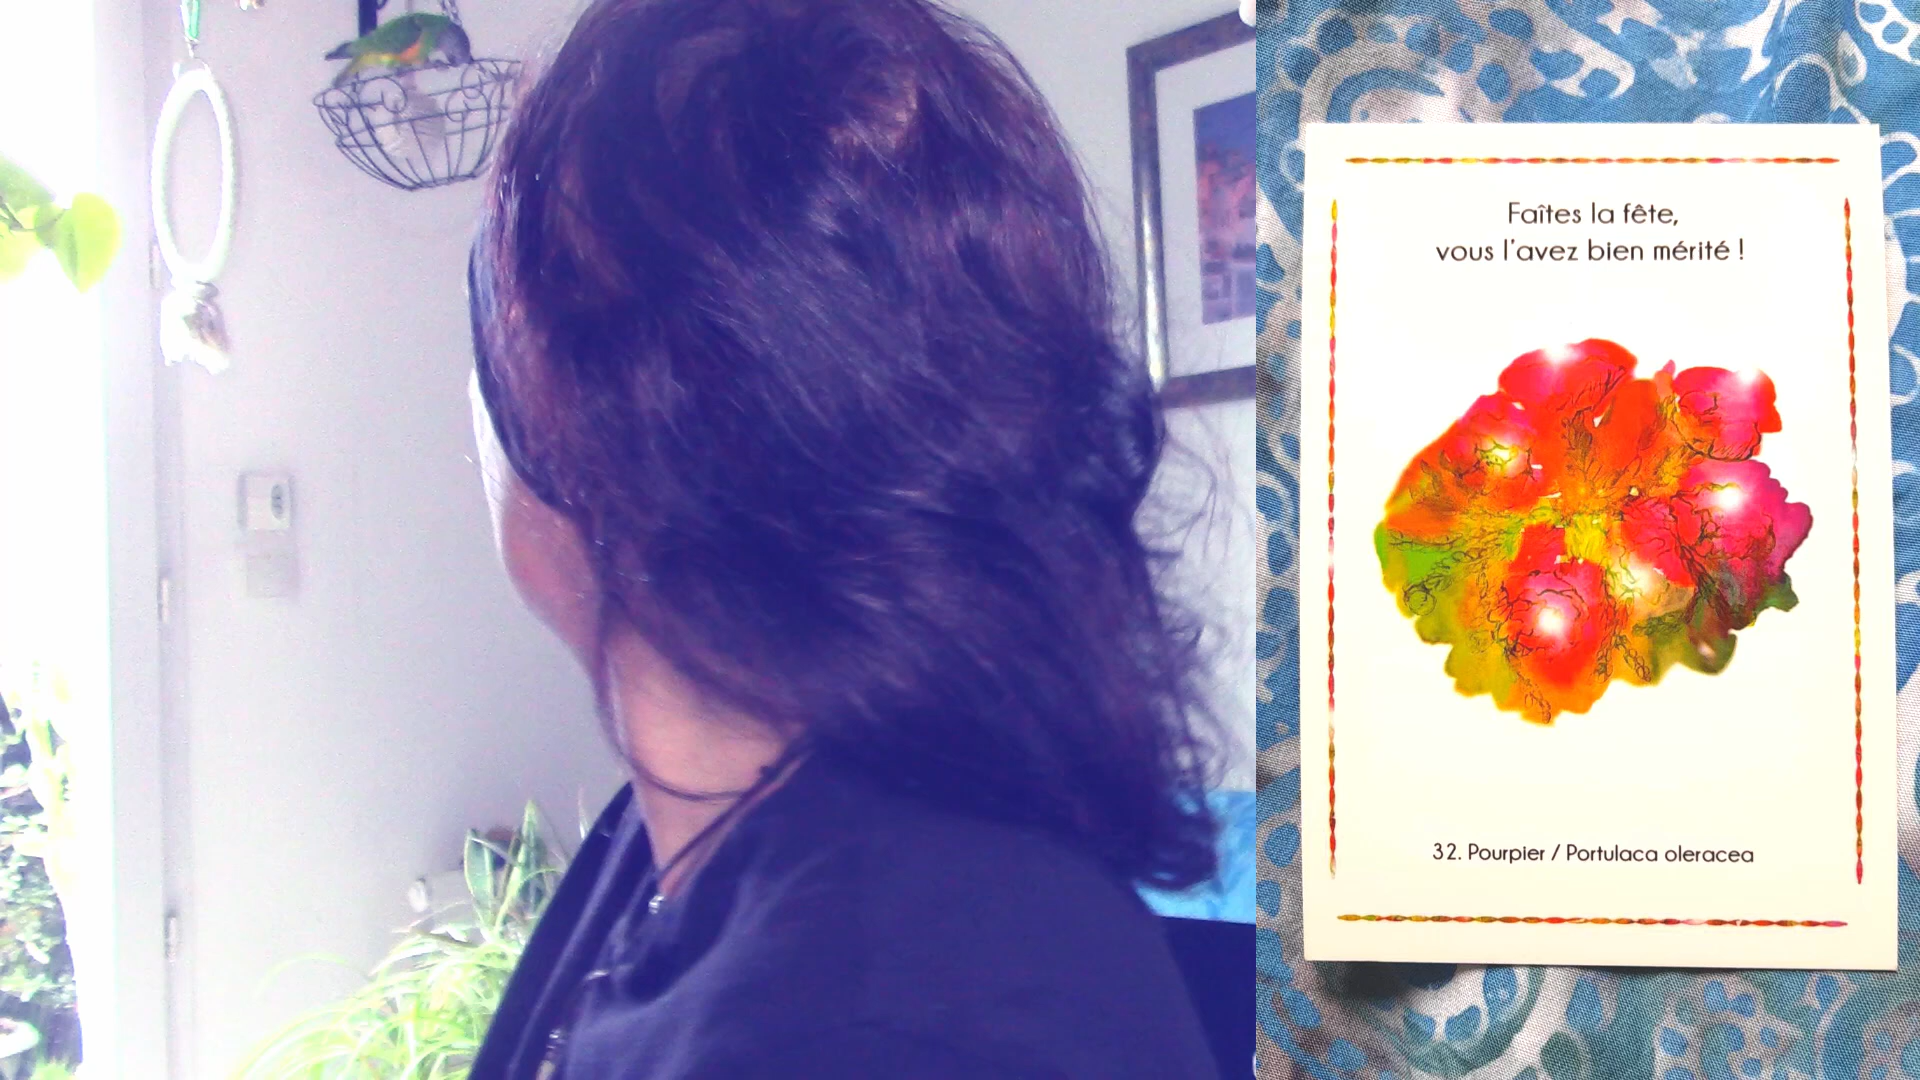 Faîtes la fête,
vous l'avez bien mérité !
32. Pourpier / Portulaca oleracea